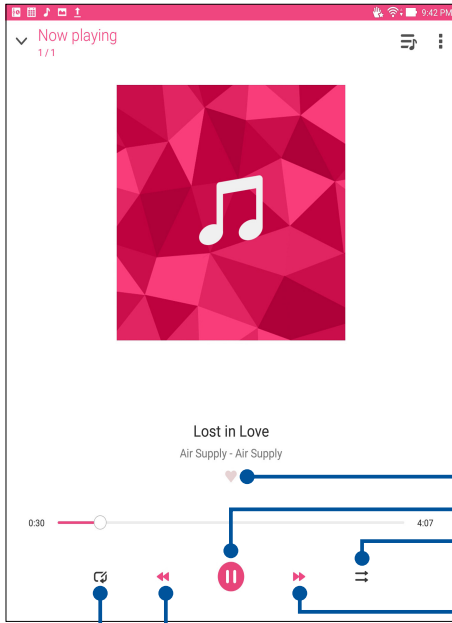 9:42 PM
Now playing
1 / 1
Lost in Love
Air Supply - Air Supply
0:30
4:07